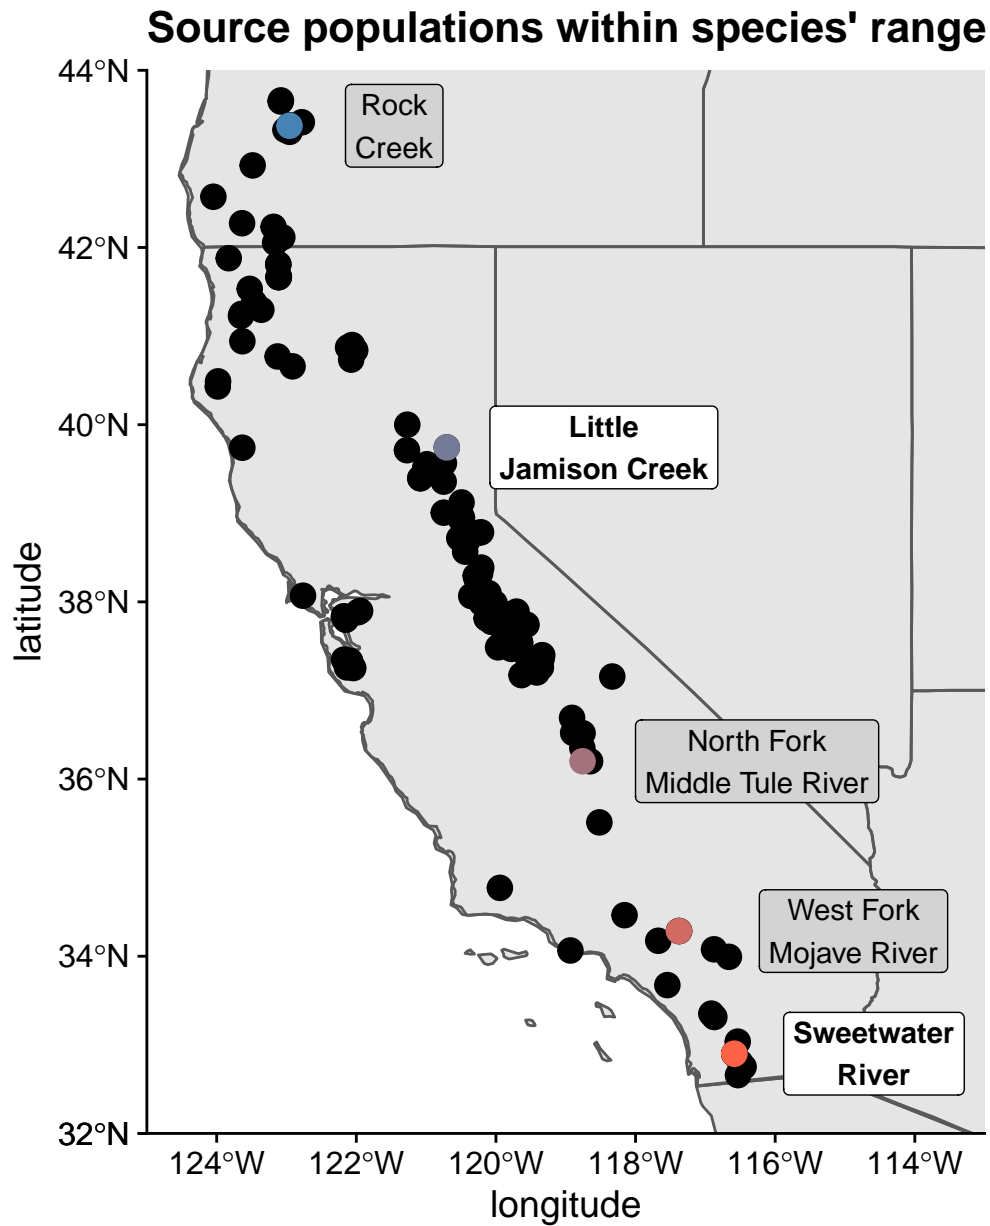 Source populations within species' range
44°N
42°N
40°N
38°N
36°N
34°N
32°N
latitude
Rock
Creek
Little
Jamison Creek
North Fork
Middle Tule River
West Fork
Mojave River
Sweetwater
River
124°W
122°W
120°W
118°W
116°W
114°W
longitude